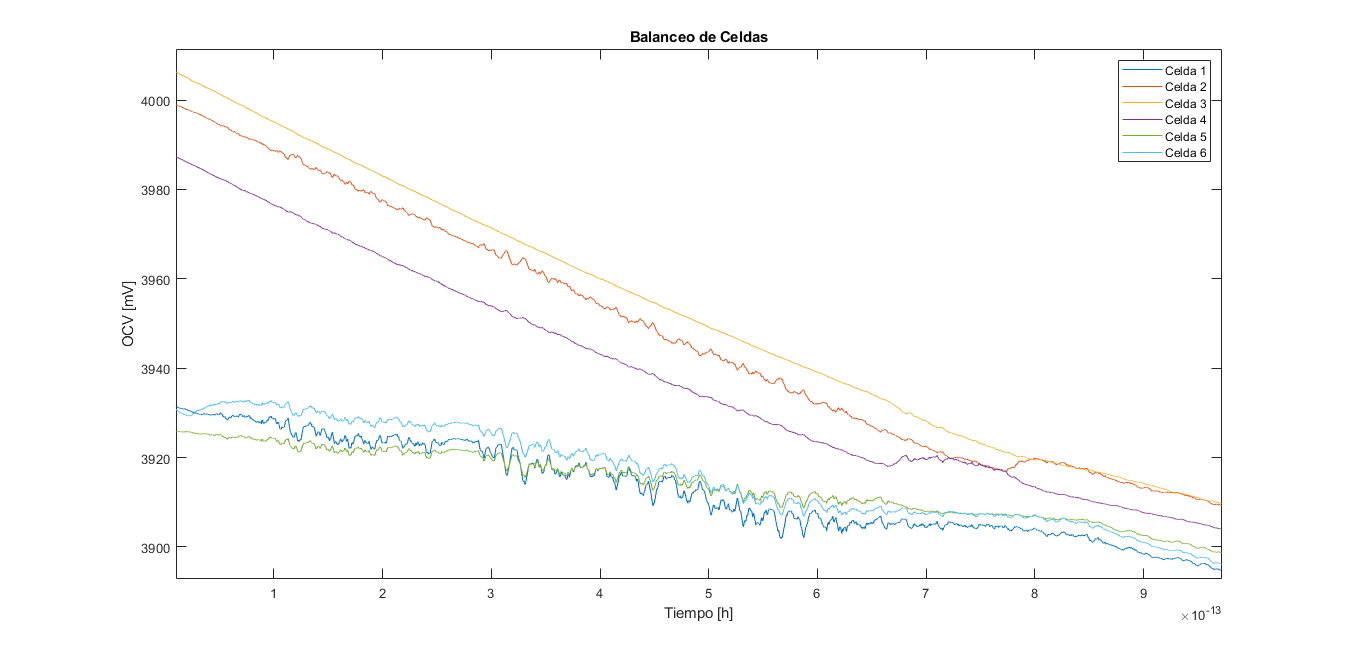 Balanceo de Celdas
Celda 1
Celda 2
Celda 3
Celda 4
Celda 5
Celda 6
OCV [mV]
4000
3980
3960
3940
3920
3900
1 2 3 4 5 6 7 8 9
Tiempo [h]
×10^-13